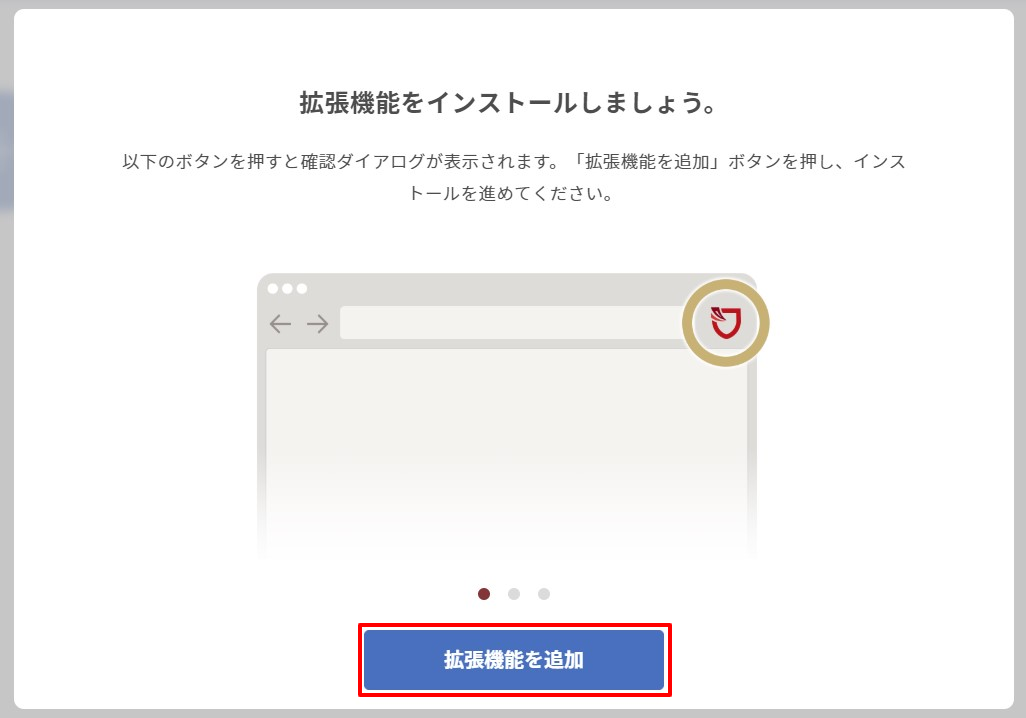 拡張機能をインストールしましょう。
以下のボタンを押すと確認ダイアログが表示されます。「拡張機能を追加」ボタンを押し、インス
トールを進めてください。
拡張機能を追加